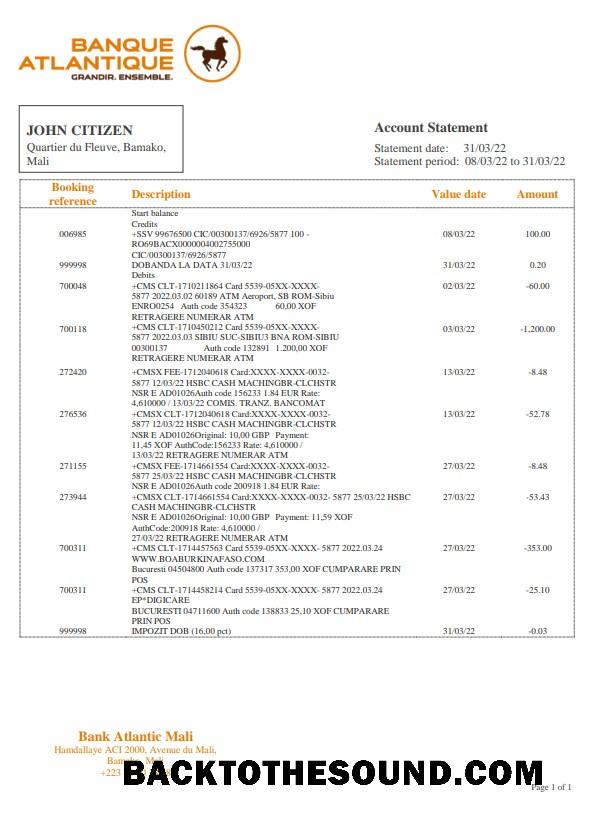 BANQUE
ATLANTIQUE
GRANDIR. ENSEMBLE.
JOHN CITIZEN
Quartier du Fleuve, Bamako,
Mali
Account Statement
Statement date: 31/03/22
Statement period: 08/03/22 to 31/03/22
Booking reference Description Value date Amount
Start balance
Credits
006985 +SSV 99676500 CIC/00300137/6926/5877 100 - 08/03/22 100.00
RO69BACX0000004002755000
CIC/00300137/6926/5877
999998 DOBANDA LA DATA 31/03/22 31/03/22 0.20
Debits
700048 +CMS CLT-1710211864 Card 5539-05XX-XXXX- 02/03/22 -60.00
5877 2022.03.02 60189 ATM Aeroport, SB ROM-Sibiu
ENRO0254 Auth code 354323 60,00 XOF
RETRAGERE NUMERAR ATM
700118 +CMS CLT-1710450212 Card 5539-05XX-XXXX- 03/03/22 -1,200.00
5877 2022.03.03 SIBIU SUC-SIBIU3 BNA ROM-SIBIU
00300137 Auth code 132891 1.200,00 XOF
RETRAGERE NUMERAR ATM
272420 +CMSX FEE-1712040618 Card:XXXX-XXXX-0032- 13/03/22 -8.48
5877 12/03/22 HSBC CASH MACHINGBR-CLCHSTR
NSR E AD01026Auth code 156233 1.84 EUR Rate:
4,610000 / 13/03/22 COMIS. TRANZ. BANCOMAT
276536 +CMSX CLT-1712040618 Card:XXXX-XXXX-0032- 13/03/22 -52.78
5877 12/03/22 HSBC CASH MACHINGBR-CLCHSTR
NSR E AD01026Original: 10,00 GBP Payment:
11,45 XOF AuthCode:156233 Rate: 4,610000 /
13/03/22 RETRAGERE NUMERAR ATM
271155 +CMSX FEE-1714661554 Card:XXXX-XXXX-0032- 27/03/22 -8.48
5877 25/03/22 HSBC CASH MACHINGBR-CLCHSTR
NSR E AD01026Auth code 200918 1.84 EUR Rate:
273944 +CMSX CLT-1714661554 Card:XXXX-XXXX-0032- 5877 25/03/22 HSBC 27/03/22 -53.43
CASH MACHINGBR-CLCHSTR
NSR E AD01026Original: 10,00 GBP Payment: 11,59 XOF
AuthCode:200918 Rate: 4,610000 /
27/03/22 RETRAGERE NUMERAR ATM
700311 +CMS CLT-1714457563 Card 5539-05XX-XXXX- 5877 2022.03.24 27/03/22 -353.00
WWW.BOABURKINAFASO.COM
Bucuresti 04504800 Auth code 137317 353,00 XOF CUMPARARE PRIN
POS
700311 +CMS CLT-1714458214 Card 5539-05XX-XXXX- 5877 2022.03.24 27/03/22 -25.10
EP*DIGICARE
BUCURESTI 04711600 Auth code 138833 25,10 XOF CUMPARARE
PRIN POS
999998 IMPOZIT DOB (16,00 pct) 31/03/22 -0.03
Bank Atlantic Mali
Hamdallaye ACI 2000, Avenue du Mali,
Bamako, Mali
+223
BACKTOTHESOUND.COM
Page 1 of 1